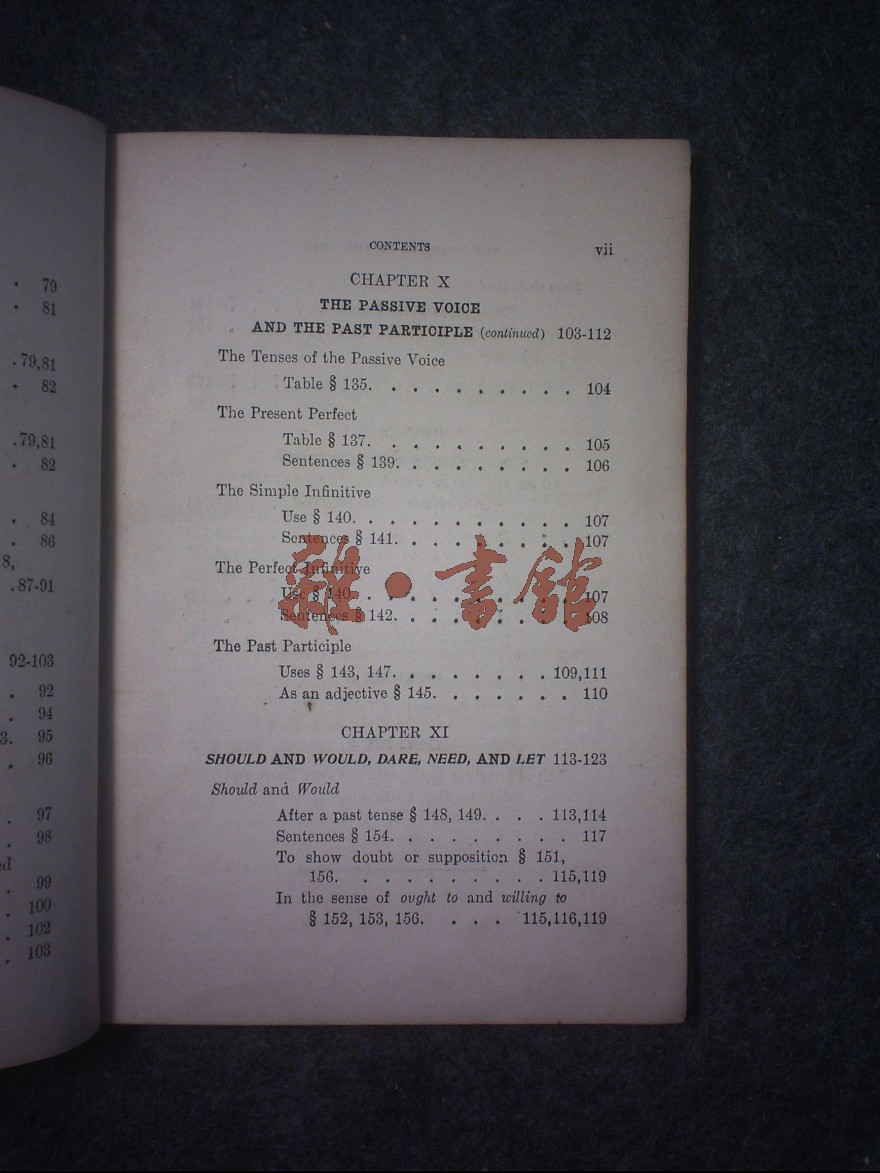 79
81
.79,81
82
.79,81
82
84
86
8,
.87-91
92-103
92
94
3. 95
96
97
98
ed
99
100
102
103
CONTENTS vii
CHAPTER X
THE PASSIVE VOICE
AND THE PAST PARTICIPLE (continued) 103-112
The Tenses of the Passive Voice
Table § 135. . . . . . . . . 104
The Present Perfect
Table § 137. . . . . . . . 105
Sentences § 139. . . . . . . . 106
The Simple Infinitive
Use § 140. . . . . . . . . 107
Sentences § 141. . . . . . . . 107
The Perfect Infinitive
Use § 140. . . . . . . . . 107
Sentences § 142. . . . . . . . 108
The Past Participle
Uses § 143, 147. . . . . . . 109,111
As an adjective § 145. . . . . . 110
CHAPTER XI
SHOULD AND WOULD, DARE, NEED, AND LET 113-123
Should and Would
After a past tense § 148, 149. . . . 113,114
Sentences § 154. . . . . . . . 117
To show doubt or supposition § 151,
156. . . . . . . . . . 115,119
In the sense of ought to and willing to
§ 152, 153, 156. . . . 115,116,119
雜·書館